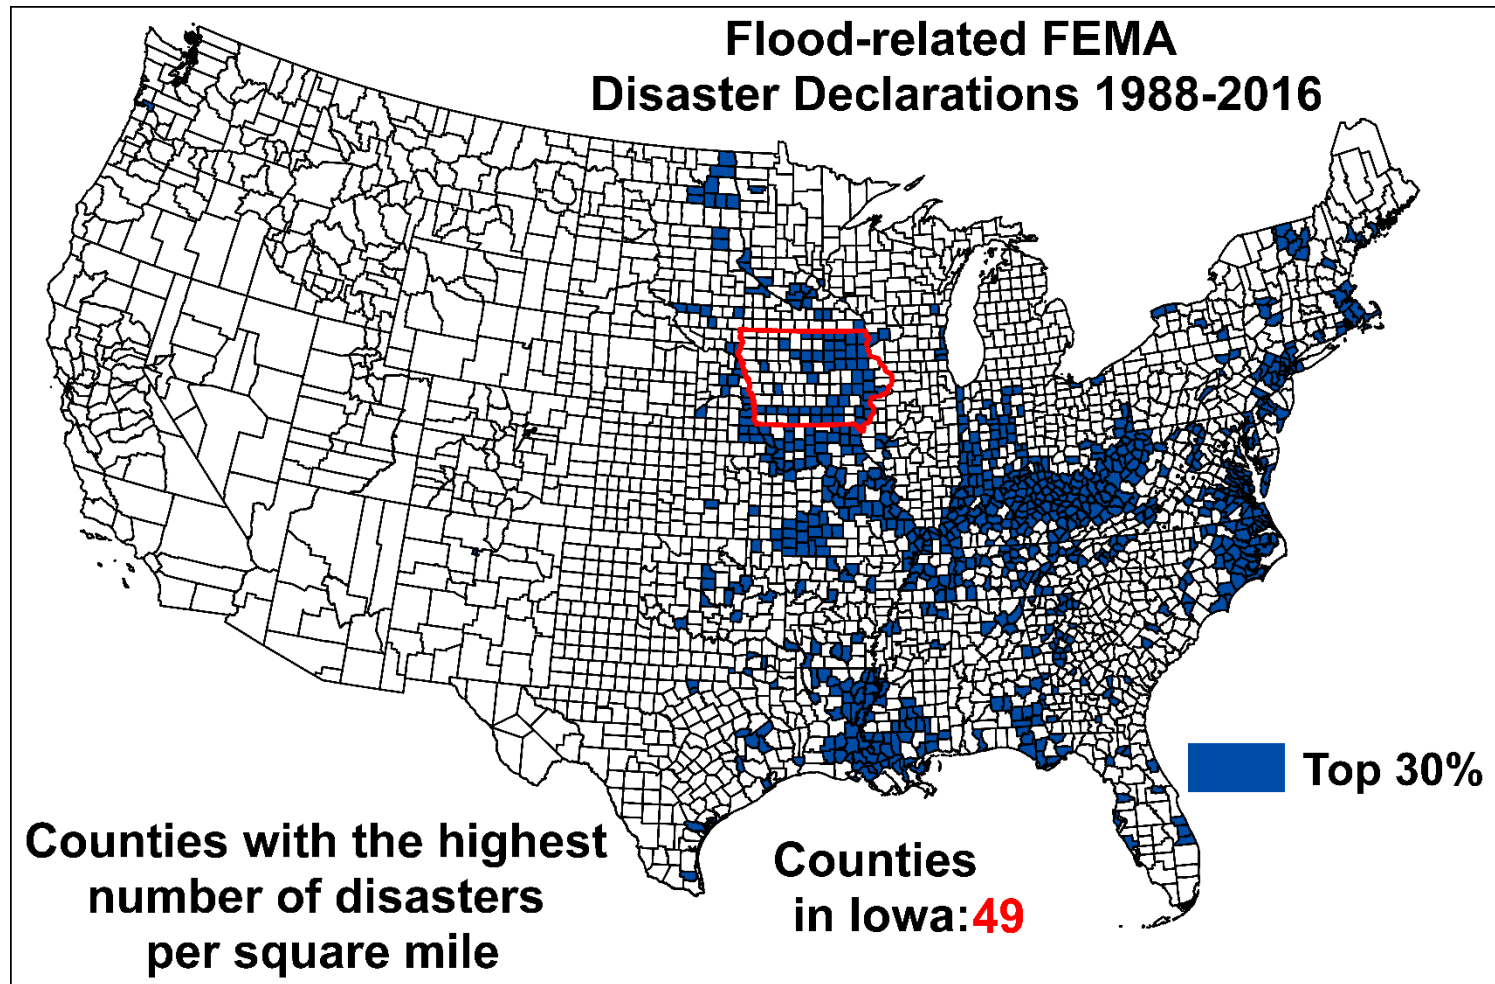 Flood-related FEMA
Disaster Declarations 1988-2016
Top 30%
Counties with the highest
number of disasters
per square mile
Counties
in Iowa:49